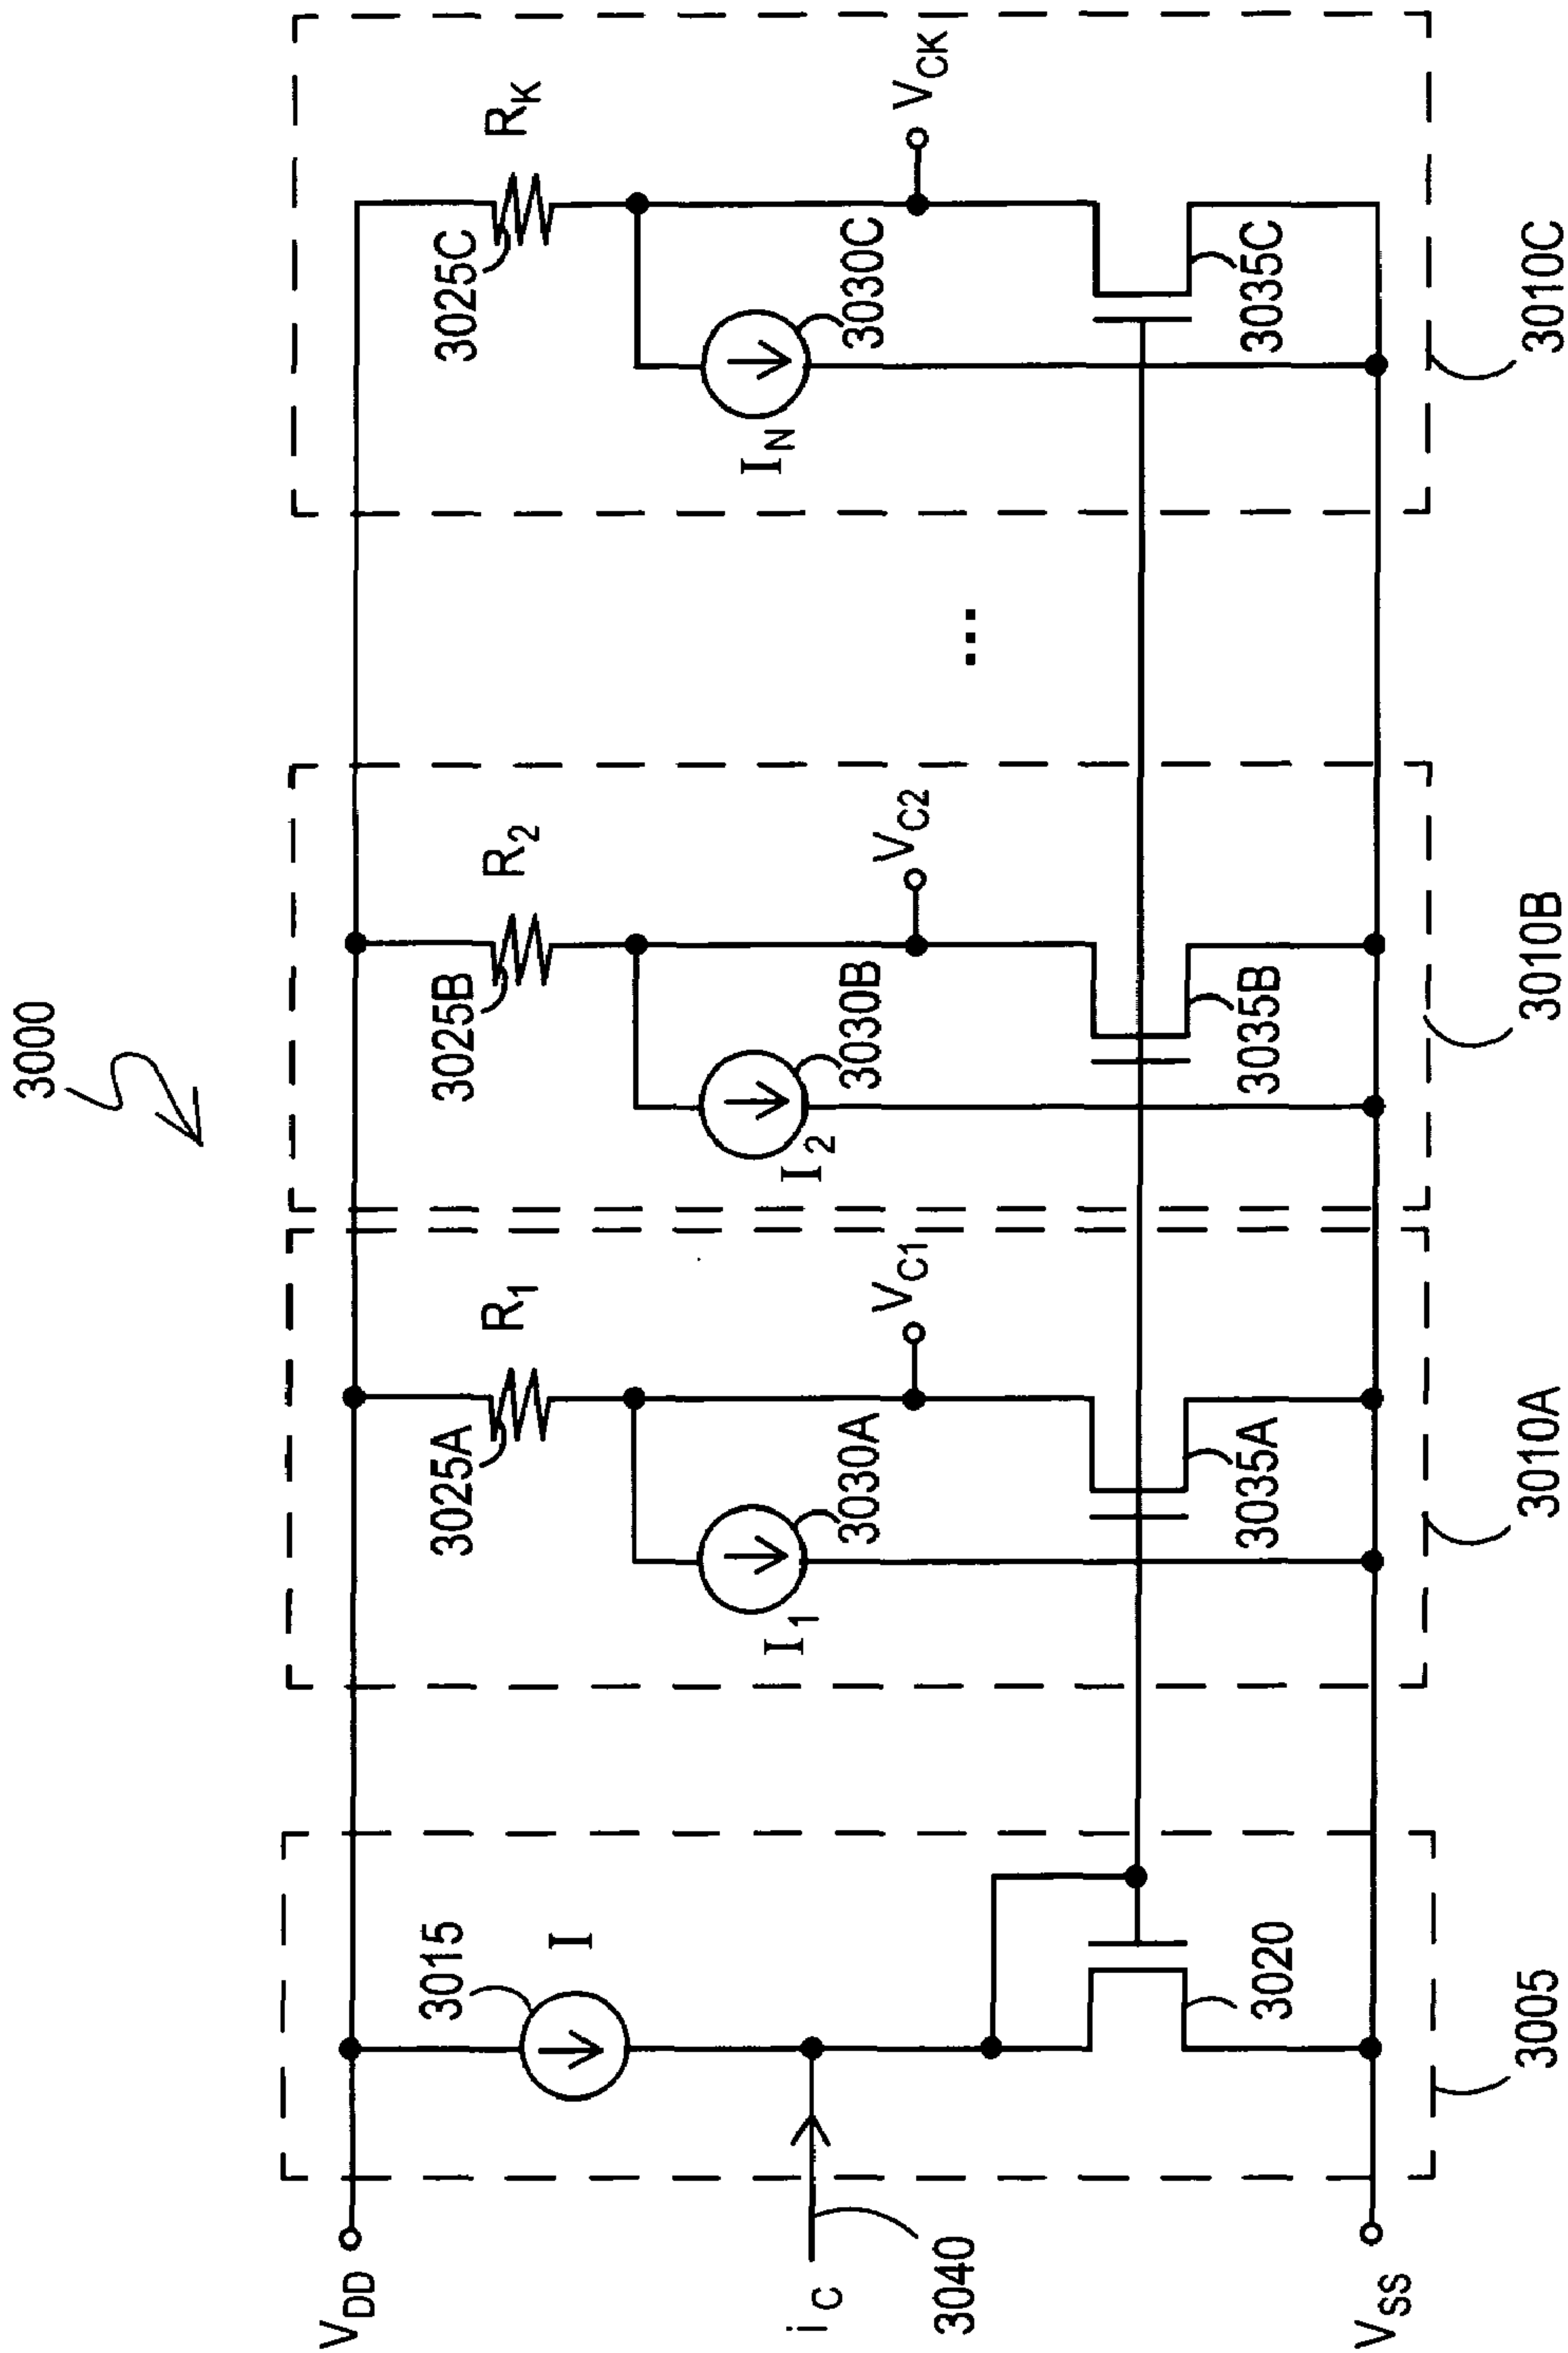 3000
V_DD
3015
I
3025A
R_1
3025B
R_2
3025C
R_K
i_C
3040
I_1
3030A
V_C1
I_2
3030B
V_C2
...
I_N
3030C
V_CK
3020
3035A
3035B
3035C
V_SS
3005
3010A
3010B
3010C